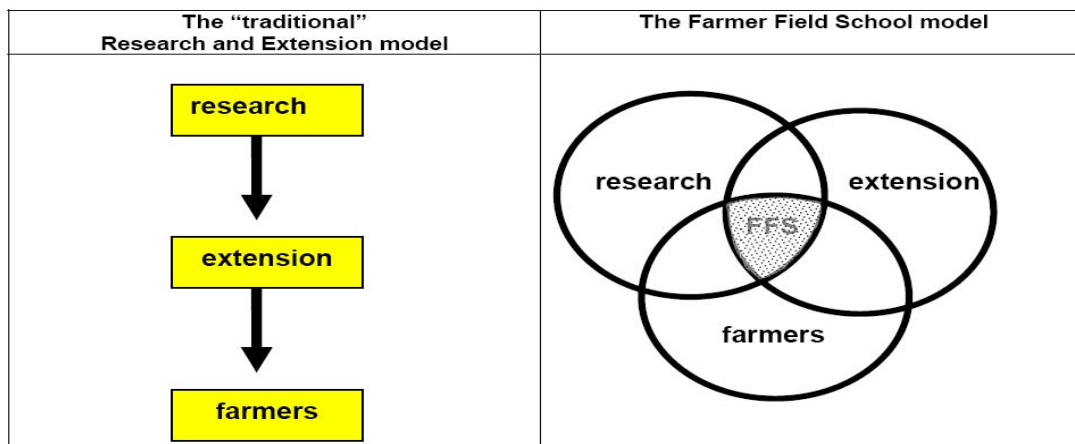 The “traditional”
Research and Extension model
The Farmer Field School model
research
extension
farmers
research
extension
FFS
farmers